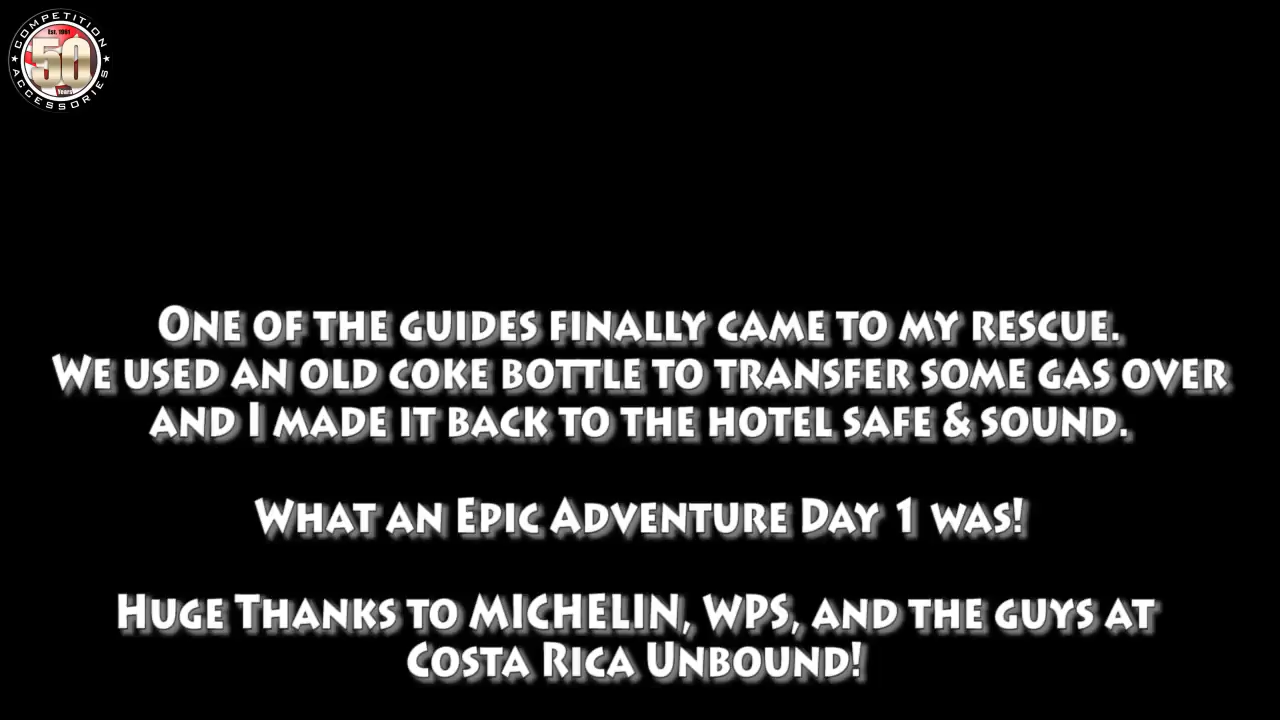 COMPETITION
Est. 1961
50
Years
ACCESSORIES
One of the guides finally came to my rescue.
We used an old coke bottle to transfer some gas over
and I made it back to the hotel safe & sound.
What an Epic Adventure Day 1 was!
Huge Thanks to MICHELIN, WPS, and the guys at
Costa Rica Unbound!